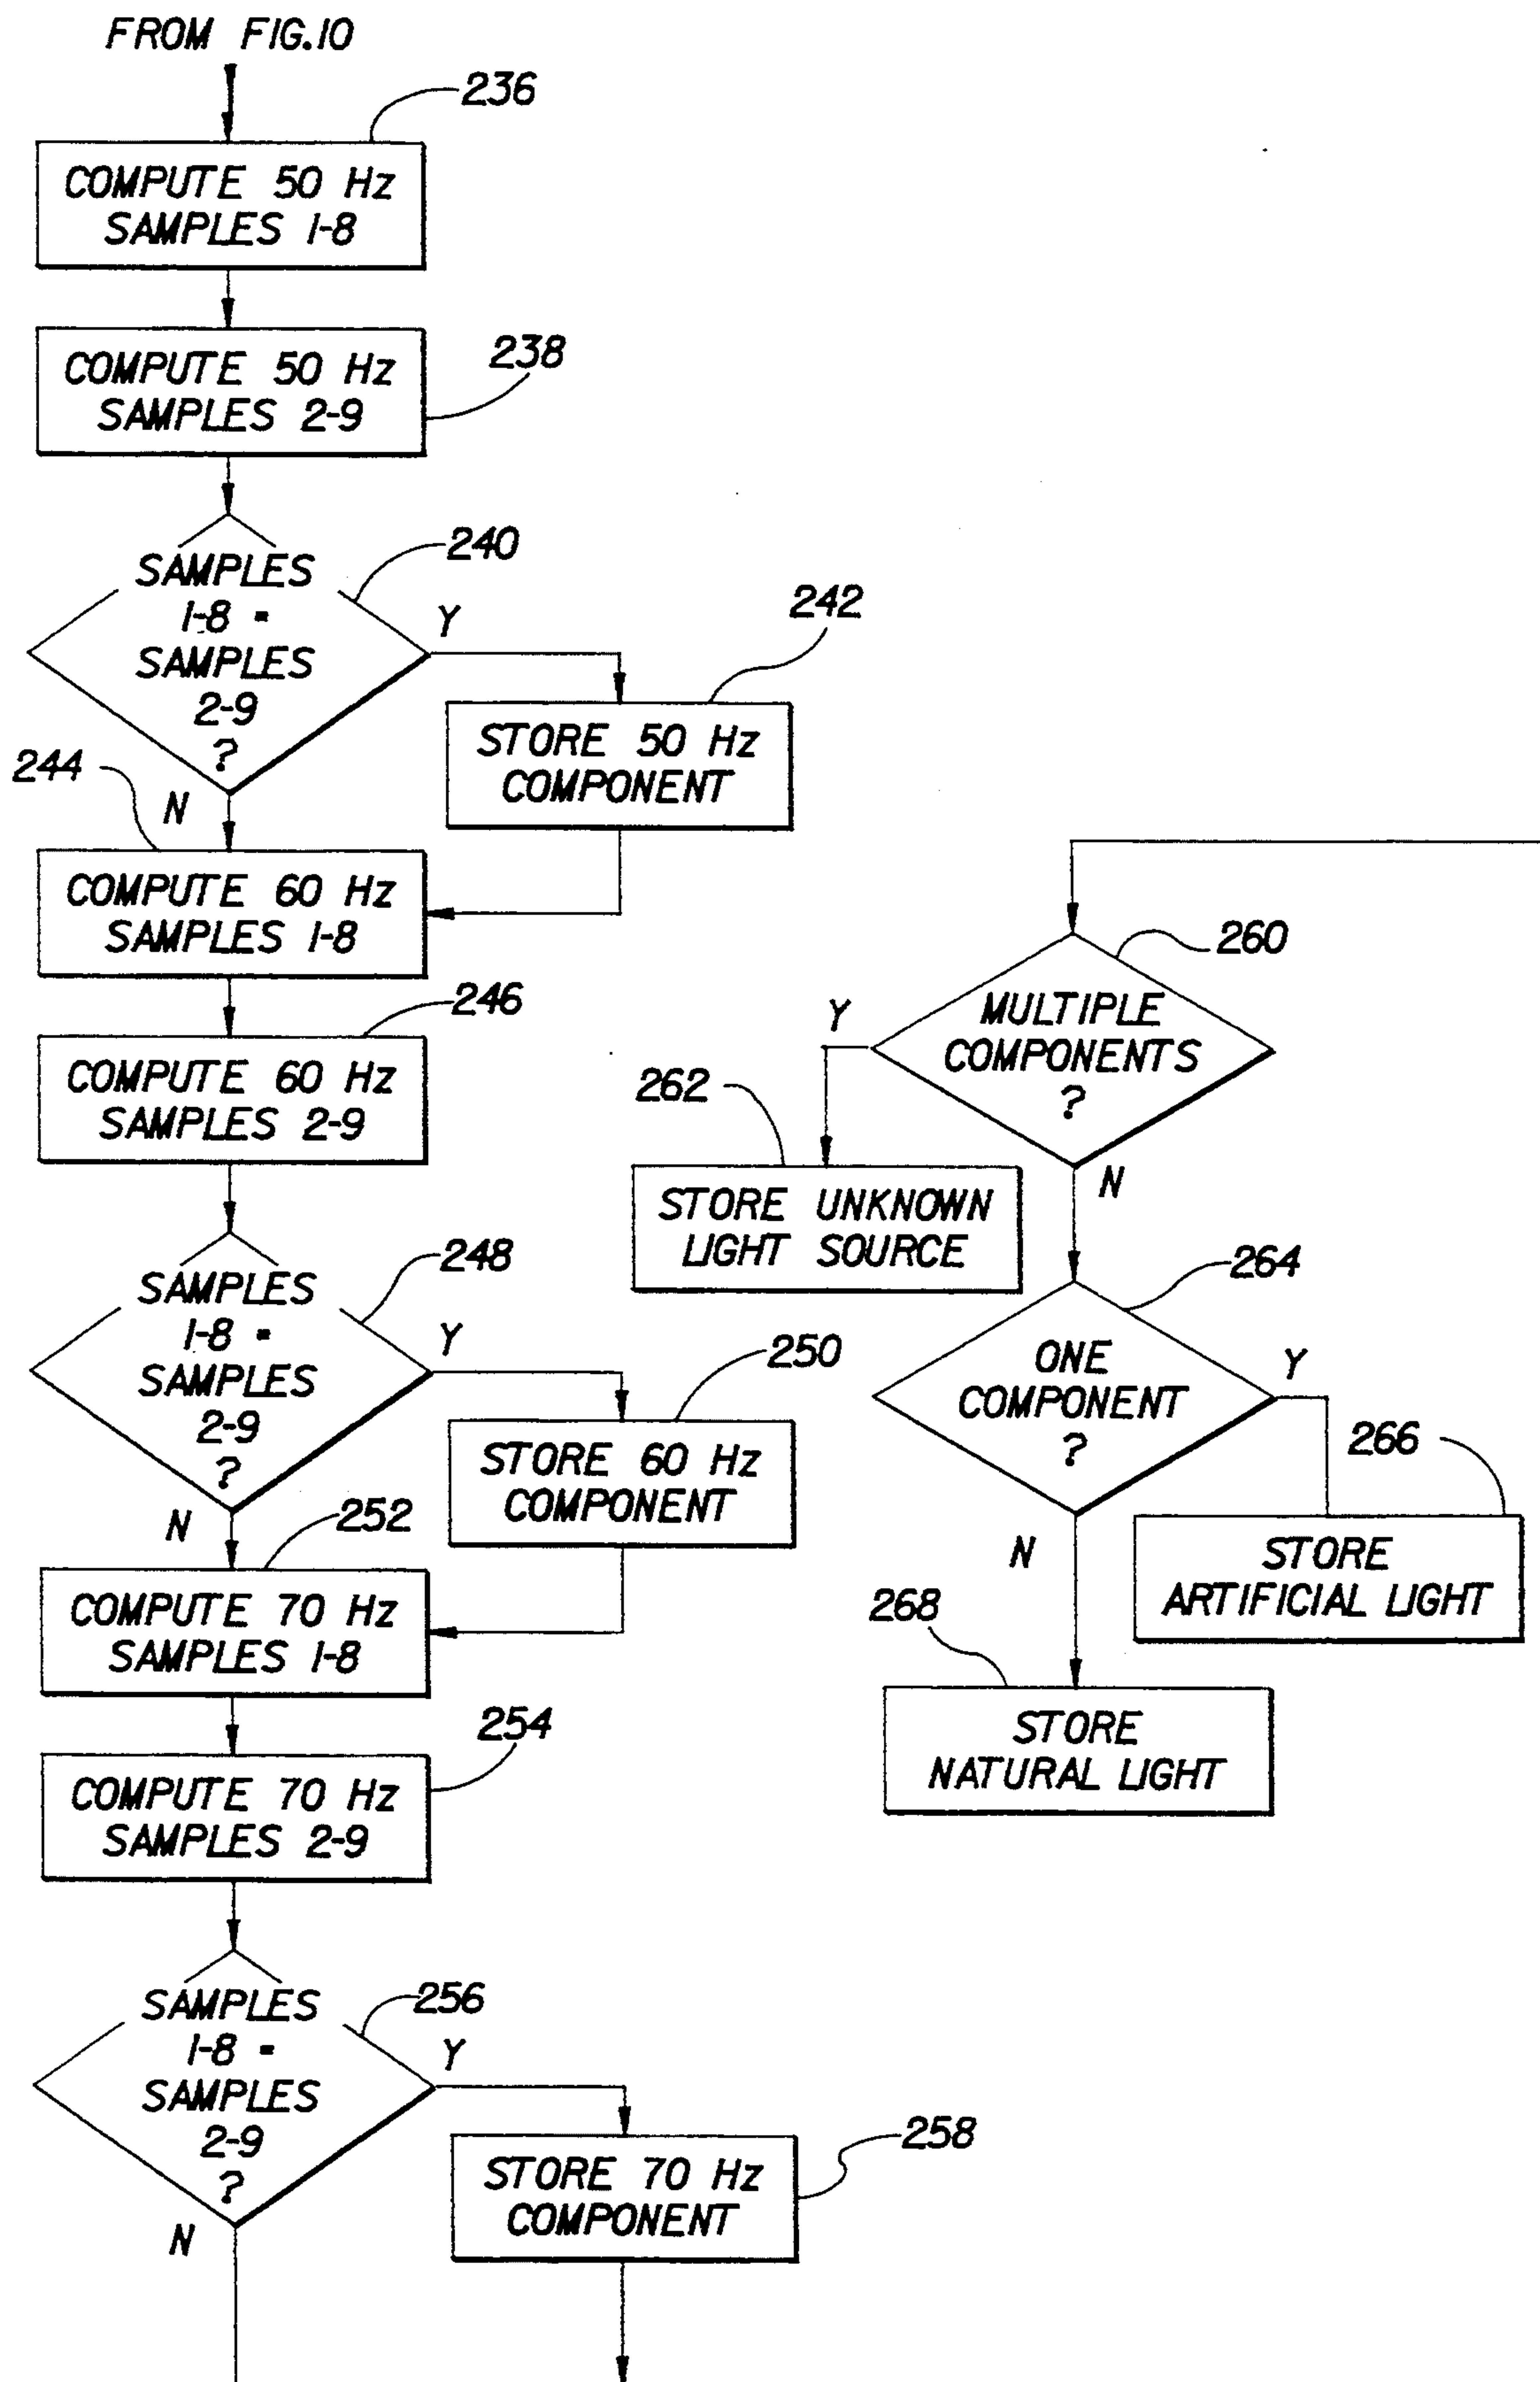 FROM FIG.10
236
COMPUTE 50 Hz
SAMPLES 1-8
238
COMPUTE 50 Hz
SAMPLES 2-9
240
SAMPLES
1-8 =
SAMPLES
2-9
?
Y
N
242
STORE 50 Hz
COMPONENT
244
COMPUTE 60 Hz
SAMPLES 1-8
246
COMPUTE 60 Hz
SAMPLES 2-9
248
SAMPLES
1-8 =
SAMPLES
2-9
?
Y
N
250
STORE 60 Hz
COMPONENT
252
COMPUTE 70 Hz
SAMPLES 1-8
254
COMPUTE 70 Hz
SAMPLES 2-9
256
SAMPLES
1-8 =
SAMPLES
2-9
?
Y
N
258
STORE 70 Hz
COMPONENT
260
MULTIPLE
COMPONENTS
?
Y
N
262
STORE UNKNOWN
LIGHT SOURCE
264
ONE
COMPONENT
?
Y
N
266
STORE
ARTIFICIAL LIGHT
268
STORE
NATURAL LIGHT